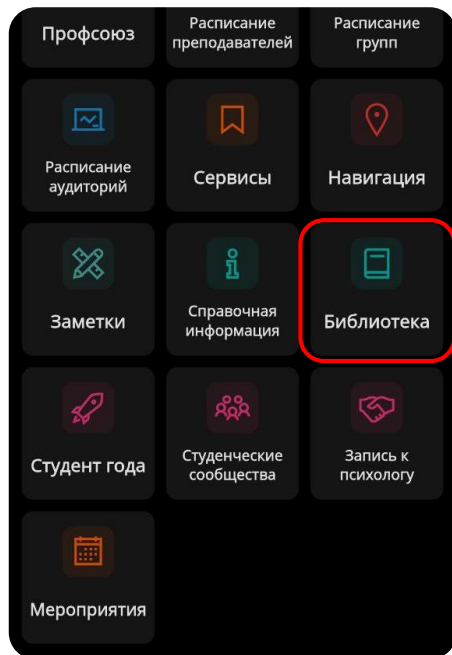 Профсоюз
Расписание
преподавателей
Расписание
групп
Расписание
аудиторий
Сервисы
Навигация
Заметки
Справочная
информация
Библиотека
Студент года
Студенческие
сообщества
Запись к
психологу
Мероприятия